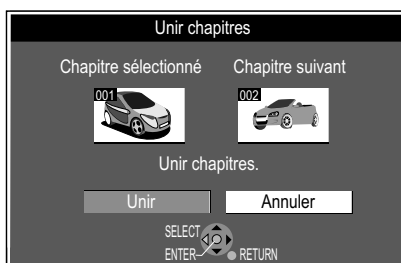 Unir chapitres
Chapitre sélectionné Chapitre suivant
001 002
Unir chapitres.
Unir Annuler
SELECT
ENTER RETURN